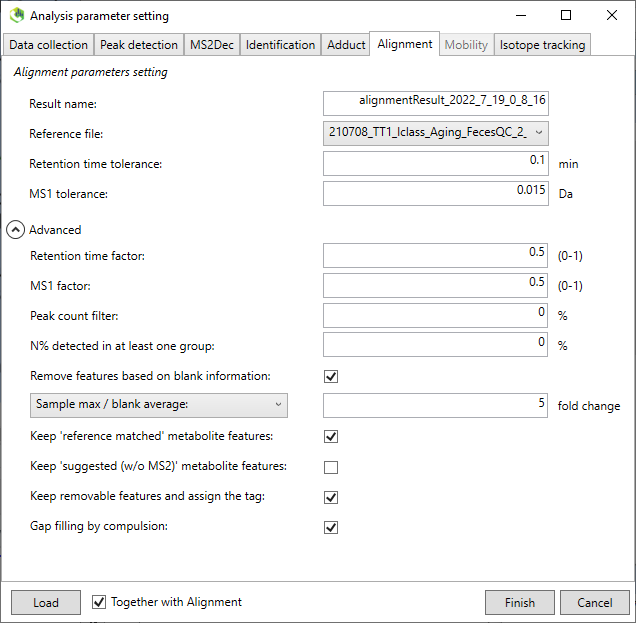 Analysis parameter setting
Data collection Peak detection MS2Dec Identification Adduct Alignment Mobility Isotope tracking
Alignment parameters setting
Result name: alignmentResult_2022_7_19_0_8_16
Reference file: 210708_TT1_Iclass_Aging_FecesQC_2_
Retention time tolerance: 0.1 min
MS1 tolerance: 0.015 Da
Advanced
Retention time factor: 0.5 (0-1)
MS1 factor: 0.5 (0-1)
Peak count filter: 0 %
N% detected in at least one group: 0 %
Remove features based on blank information:
Sample max / blank average: 5 fold change
Keep 'reference matched' metabolite features:
Keep 'suggested (w/o MS2)' metabolite features:
Keep removable features and assign the tag:
Gap filling by compulsion:
Load Together with Alignment Finish Cancel